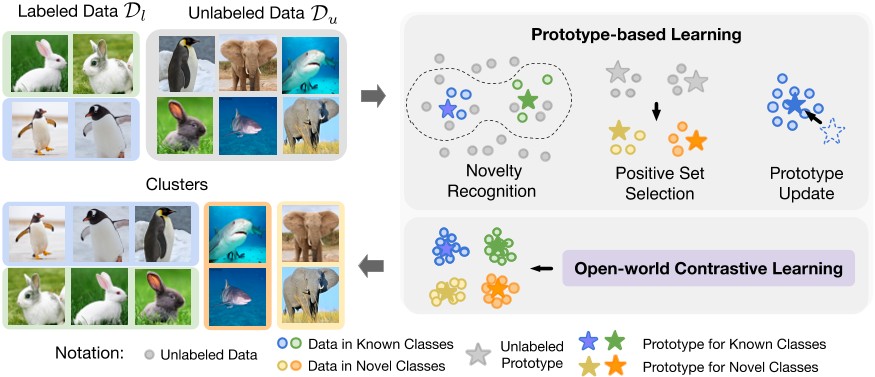 Labeled Data 𝒟l
Unlabeled Data 𝒟u
Prototype-based Learning
Novelty
Recognition
Positive Set
Selection
Prototype
Update
Clusters
Open-world Contrastive Learning
Notation:
Unlabeled Data
Data in Known Classes
Data in Novel Classes
Unlabeled
Prototype
Prototype for Known Classes
Prototype for Novel Classes